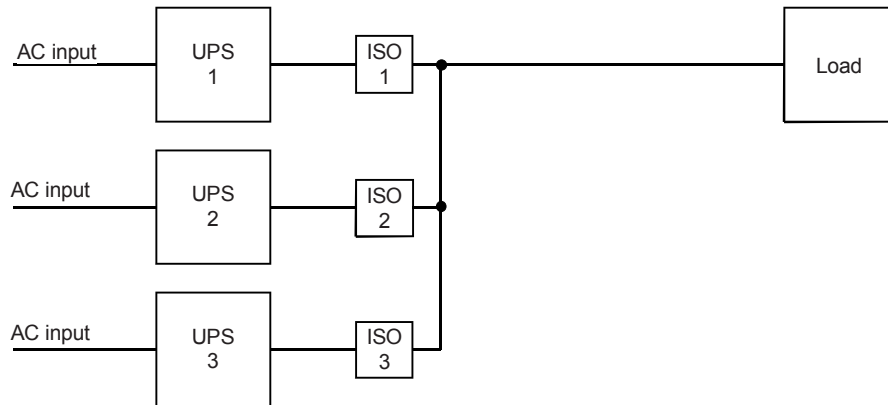 AC input
UPS
1
ISO
1
Load
AC input
UPS
2
ISO
2
AC input
UPS
3
ISO
3